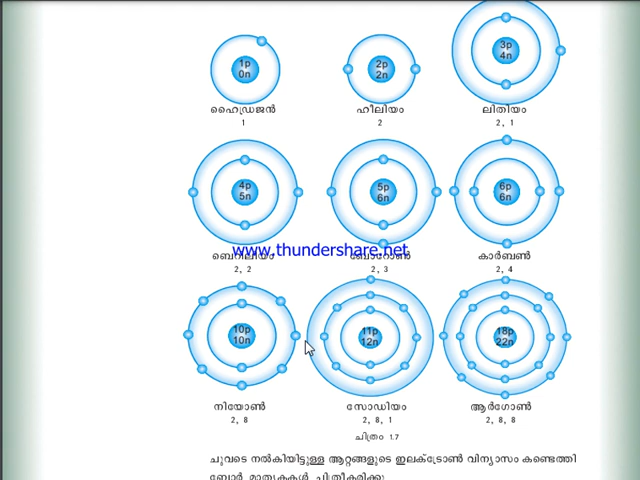 1p
0n
2p
2n
3p
4n
ഹൈഡ്രജൻ
ഹീലിയം
ലിതിയം
1
2
2, 1
4p
5n
5p
6n
6p
6n
www.thundershare.net
ബെറിലിയം
ബോറോൺ
കാർബൺ
2, 2
2, 3
2, 4
10p
10n
11p
12n
18p
22n
നിയോൺ
സോഡിയം
ആർഗോൺ
2, 8
2, 8, 1
2, 8, 8
ചിത്രം 1.7
ചുവടെ നൽകിയിട്ടുള്ള ആറ്റങ്ങളുടെ ഇലക്ട്രോൺ വിന്യാസം കണ്ടെത്തി
ബോർ മാതൃകകൾ ചിത്രീകരിക്കൂ